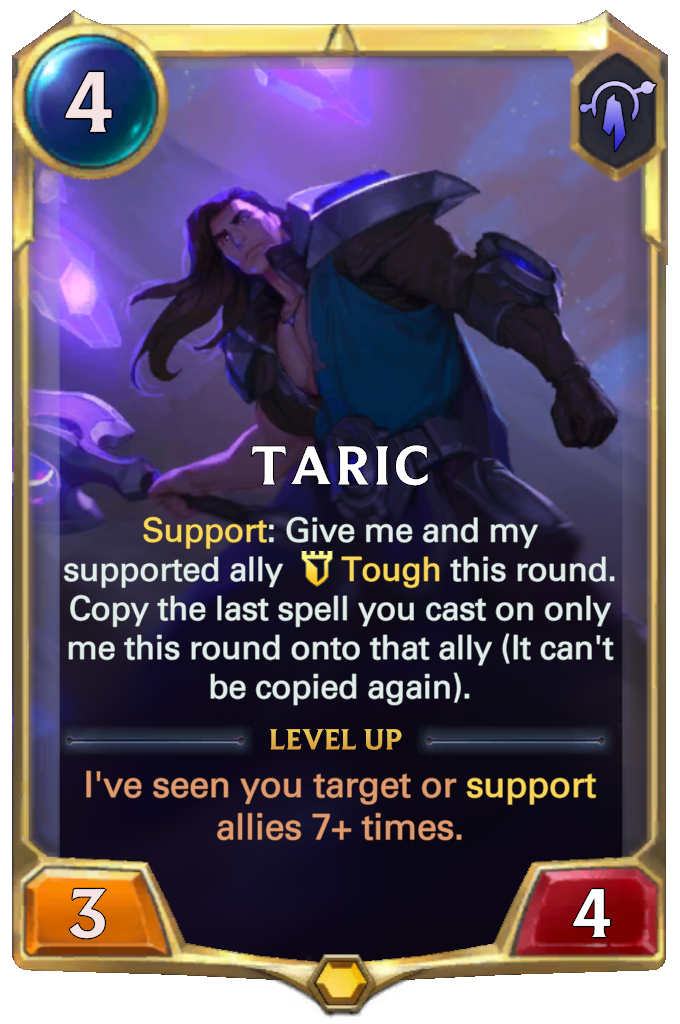 4
TARIC
Support: Give me and my
supported ally Tough this round.
Copy the last spell you cast on only
me this round onto that ally (It can't
be copied again).
LEVEL UP
I've seen you target or support
allies 7+ times.
3
4